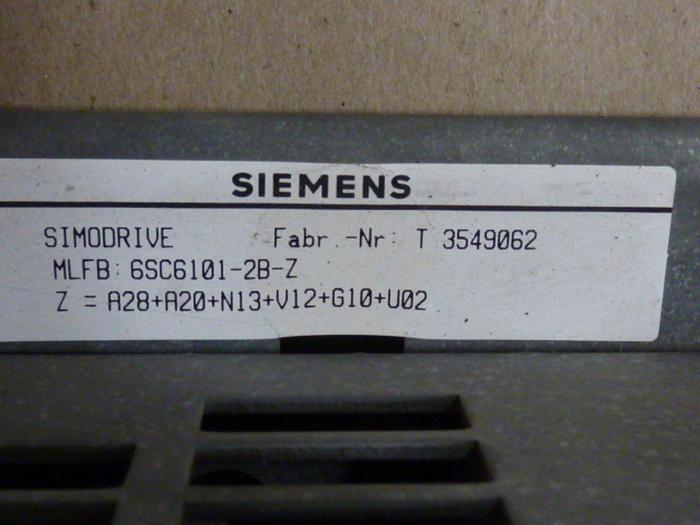 SIEMENS
SIMODRIVE Fabr.-Nr: T 3549062
MLFB: 6SC6101-2B-Z
Z = A28+A20+N13+V12+G10+U02